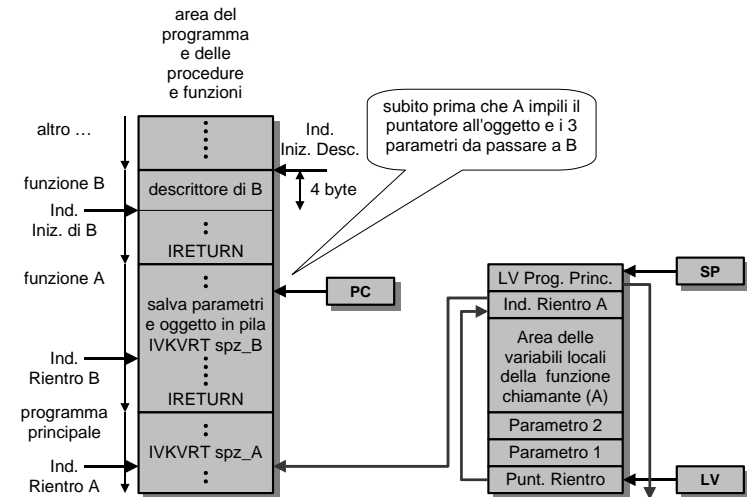 area del
programma
e delle
procedure
e funzioni
subito prima che A impili il
puntatore all'oggetto e i 3
parametri da passare a B
altro …
Ind.
Iniz. Desc.
funzione B
descrittore di B
4 byte
Ind.
Iniz. di B
IRETURN
funzione A
PC
salva parametri
e oggetto in pila
IVKVRT spz_B
Ind.
Rientro B
IRETURN
programma
principale
IVKVRT spz_A
Ind.
Rientro A
LV Prog. Princ.
SP
Ind. Rientro A
Area delle
variabili locali
della funzione
chiamante (A)
Parametro 2
Parametro 1
Punt. Rientro
LV